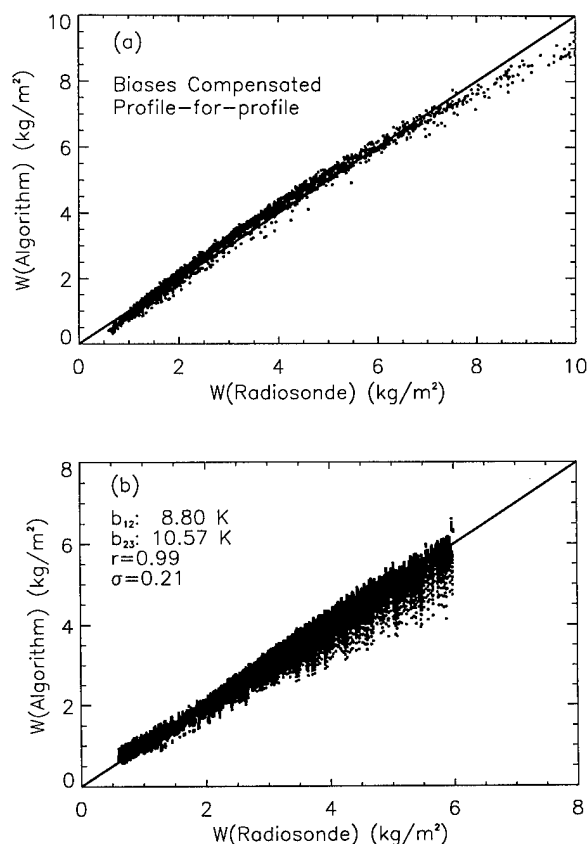 10
(a)
Biases Compensated
Profile-for-profile
8
6
4
2
0
W(Algorithm) (kg/m²)
0 2 4 6 8 10
W(Radiosonde) (kg/m²)
8
(b)
b₁₂: 8.80 K
b₂₃: 10.57 K
r=0.99
σ=0.21
6
4
2
0
W(Algorithm) (kg/m²)
0 2 4 6 8
W(Radiosonde) (kg/m²)